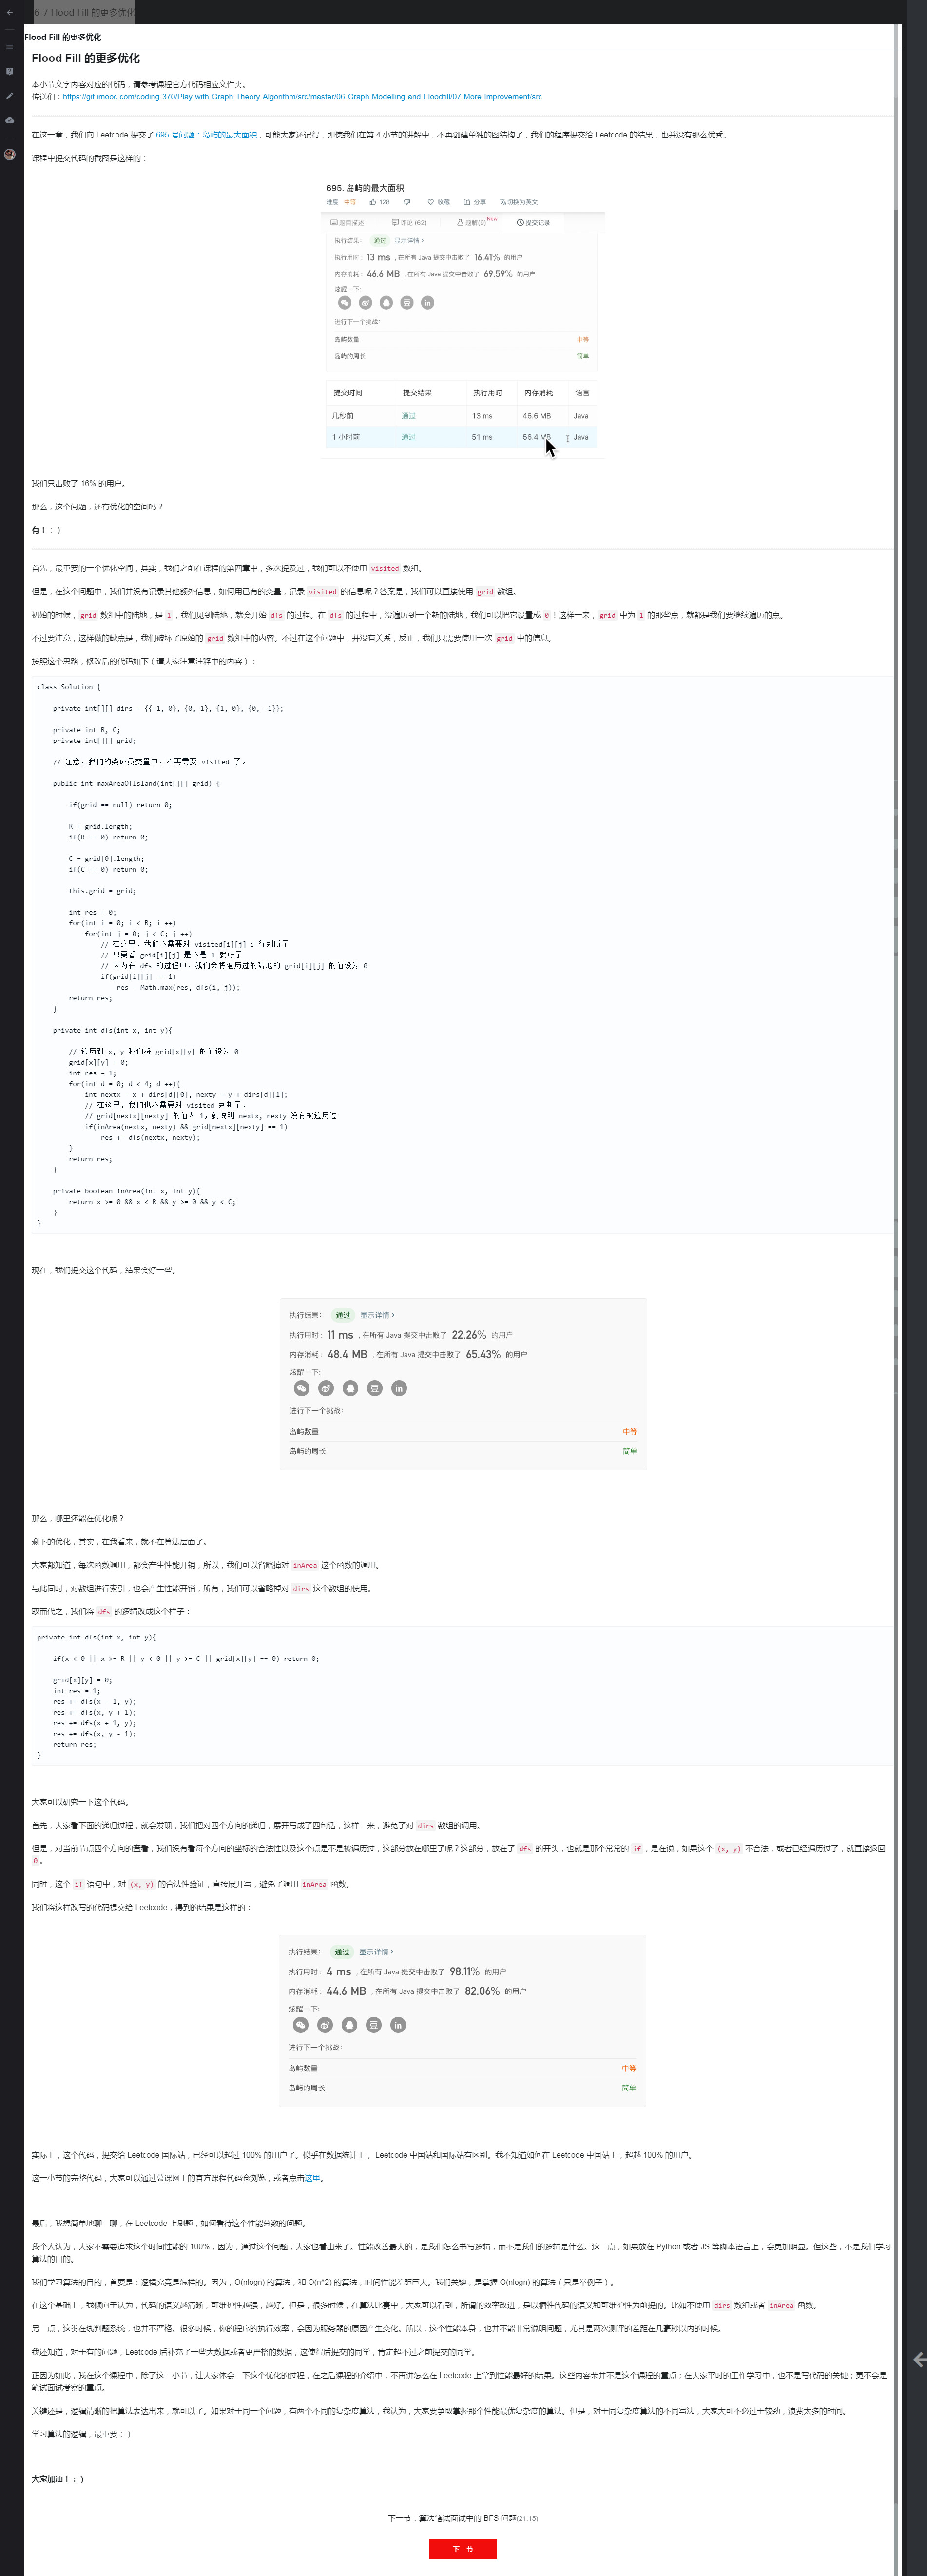 6-7 Flood Fill 的更多优化
Flood Fill 的更多优化
Flood Fill 的更多优化
本小节文字内容对应的代码，请参考课程官方代码相应文件夹。
传送们：https://git.imooc.com/coding-370/Play-with-Graph-Theory-Algorithm/src/master/06-Graph-Modelling-and-Floodfill/07-More-Improvement/src
在这一章，我们向 Leetcode 提交了 695 号问题：岛屿的最大面积，可能大家还记得，即使我们在第 4 小节的讲解中，不再创建单独的图结构了，我们的程序提交给 Leetcode 的结果，也并没有那么优秀。
课程中提交代码的截图是这样的：
695. 岛屿的最大面积
难度 中等 128 收藏 分享 切换为英文
题目描述 评论 (62) 题解(9) New 提交记录
执行结果： 通过 显示详情 ›
执行用时 : 13 ms , 在所有 Java 提交中击败了 16.41% 的用户
内存消耗 : 46.6 MB , 在所有 Java 提交中击败了 69.59% 的用户
炫耀一下:
进行下一个挑战:
岛屿数量 中等
岛屿的周长 简单
提交时间 提交结果 执行用时 内存消耗 语言
几秒前 通过 13 ms 46.6 MB Java
1 小时前 通过 51 ms 56.4 MB Java
我们只击败了 16% 的用户。
那么，这个问题，还有优化的空间吗？
有！：）
首先，最重要的一个优化空间，其实，我们之前在课程的第四章中，多次提及过，我们可以不使用 visited 数组。
但是，在这个问题中，我们并没有记录其他额外信息，如何用已有的变量，记录 visited 的信息呢？答案是，我们可以直接使用 grid 数组。
初始的时候，grid 数组中的陆地，是 1，我们见到陆地，就会开始 dfs 的过程。在 dfs 的过程中，没遍历到一个新的陆地，我们可以把它设置成 0！这样一来，grid 中为 1 的那些点，就都是我们要继续遍历的点。
不过要注意，这样做的缺点是，我们破坏了原始的 grid 数组中的内容。不过在这个问题中，并没有关系，反正，我们只需要使用一次 grid 中的信息。
按照这个思路，修改后的代码如下（请大家注意注释中的内容）：
class Solution {
private int[][] dirs = {{-1, 0}, {0, 1}, {1, 0}, {0, -1}};
private int R, C;
private int[][] grid;
// 注意，我们的类成员变量中，不再需要 visited 了。
public int maxAreaOfIsland(int[][] grid) {
if(grid == null) return 0;
R = grid.length;
if(R == 0) return 0;
C = grid[0].length;
if(C == 0) return 0;
this.grid = grid;
int res = 0;
for(int i = 0; i < R; i ++)
for(int j = 0; j < C; j ++)
// 在这里，我们不需要对 visited[i][j] 进行判断了
// 只要看 grid[i][j] 是不是 1 就好了
// 因为在 dfs 的过程中，我们会将遍历过的陆地的 grid[i][j] 的值设为 0
if(grid[i][j] == 1)
res = Math.max(res, dfs(i, j));
return res;
}
private int dfs(int x, int y){
// 遍历到 x, y 我们将 grid[x][y] 的值设为 0
grid[x][y] = 0;
int res = 1;
for(int d = 0; d < 4; d ++){
int nextx = x + dirs[d][0], nexty = y + dirs[d][1];
// 在这里，我们也不需要对 visited 判断了，
// grid[nextx][nexty] 的值为 1，就说明 nextx, nexty 没有被遍历过
if(inArea(nextx, nexty) && grid[nextx][nexty] == 1)
res += dfs(nextx, nexty);
}
return res;
}
private boolean inArea(int x, int y){
return x >= 0 && x < R && y >= 0 && y < C;
}
}
现在，我们提交这个代码，结果会好一些。
执行结果： 通过 显示详情 ›
执行用时 : 11 ms , 在所有 Java 提交中击败了 22.26% 的用户
内存消耗 : 48.4 MB , 在所有 Java 提交中击败了 65.43% 的用户
炫耀一下:
进行下一个挑战:
岛屿数量 中等
岛屿的周长 简单
那么，哪里还能在优化呢？
剩下的优化，其实，在我看来，就不在算法层面了。
大家都知道，每次函数调用，都会产生性能开销，所以，我们可以省略掉对 inArea 这个函数的调用。
与此同时，对数组进行索引，也会产生性能开销，所有，我们可以省略掉对 dirs 这个数组的使用。
取而代之，我们将 dfs 的逻辑改成这个样子：
private int dfs(int x, int y){
if(x < 0 || x >= R || y < 0 || y >= C || grid[x][y] == 0) return 0;
grid[x][y] = 0;
int res = 1;
res += dfs(x - 1, y);
res += dfs(x, y + 1);
res += dfs(x + 1, y);
res += dfs(x, y - 1);
return res;
}
大家可以研究一下这个代码。
首先，大家看下面的递归过程，就会发现，我们把对四个方向的递归，展开写成了四句话，这样一来，避免了对 dirs 数组的调用。
但是，对当前节点四个方向的查看，我们没有看每个方向的坐标的合法性以及这个点是不是被遍历过，这部分放在哪里了呢？这部分，放在了 dfs 的开头，也就是那个常常的 if，是在说，如果这个 (x, y) 不合法，或者已经遍历过了，就直接返回
0。
同时，这个 if 语句中，对 (x, y) 的合法性验证，直接展开写，避免了调用 inArea 函数。
我们将这样改写的代码提交给 Leetcode，得到的结果是这样的：
执行结果： 通过 显示详情 ›
执行用时 : 4 ms , 在所有 Java 提交中击败了 98.11% 的用户
内存消耗 : 44.6 MB , 在所有 Java 提交中击败了 82.06% 的用户
炫耀一下:
进行下一个挑战:
岛屿数量 中等
岛屿的周长 简单
实际上，这个代码，提交给 Leetcode 国际站，已经可以超过 100% 的用户了。似乎在数据统计上， Leetcode 中国站和国际站有区别。我不知道如何在 Leetcode 中国站上，超越 100% 的用户。
这一小节的完整代码，大家可以通过慕课网上的官方课程代码仓浏览，或者点击这里。
最后，我想简单地聊一聊，在 Leetcode 上刷题，如何看待这个性能分数的问题。
我个人认为，大家不需要追求这个时间性能的 100%，因为，通过这个问题，大家也看出来了。性能改善最大的，是我们怎么书写逻辑，而不是我们的逻辑是什么。这一点，如果放在 Python 或者 JS 等脚本语言上，会更加明显。但这些，不是我们学习
算法的目的。
我们学习算法的目的，首要是：逻辑究竟是怎样的。因为，O(nlogn) 的算法，和 O(n^2) 的算法，时间性能差距巨大。我们关键，是掌握 O(nlogn) 的算法（只是举例子）。
在这个基础上，我倾向于认为，代码的语义越清晰，可维护性越强，越好。但是，很多时候，在算法比赛中，大家可以看到，所谓的效率改进，是以牺牲代码的语义和可维护性为前提的。比如不使用 dirs 数组或者 inArea 函数。
另一点，这类在线判题系统，也并不严格。很多时候，你的程序的执行效率，会因为服务器的原因产生变化。所以，这个性能本身，也并不能非常说明问题，尤其是两次测评的差距在几毫秒以内的时候。
我还知道，对于有的问题，Leetcode 后补充了一些大数据或者更严格的数据，这使得后提交的同学，肯定超不过之前提交的同学。
正因为如此，我在这个课程中，除了这一小节，让大家体会一下这个优化的过程，在之后课程的介绍中，不再讲怎么在 Leetcode 上拿到性能最好的结果。这些内容荣并不是这个课程的重点；在大家平时的工作学习中，也不是写代码的关键；更不会是
笔试面试考察的重点。
关键还是，逻辑清晰的把算法表达出来，就可以了。如果对于同一个问题，有两个不同的复杂度算法，我认为，大家要争取掌握那个性能最优复杂度的算法。但是，对于同复杂度算法的不同写法，大家大可不必过于较劲，浪费太多的时间。
学习算法的逻辑，最重要：）
大家加油！：）
下一节：算法笔试面试中的 BFS 问题(21:15)
下一节